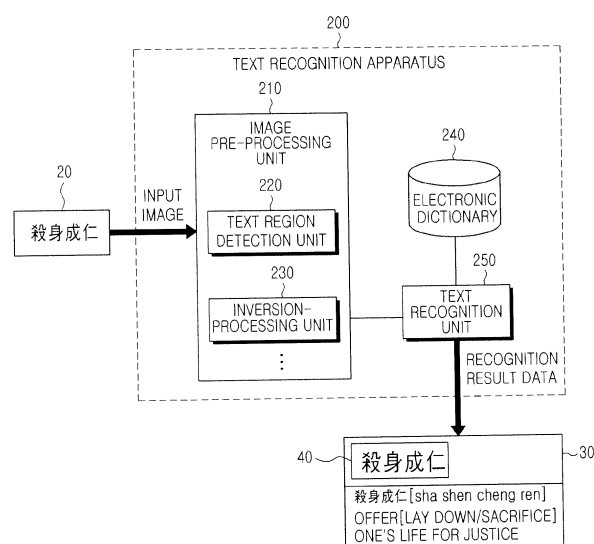 200
TEXT RECOGNITION APPARATUS
210
IMAGE
PRE-PROCESSING
UNIT
240
ELECTRONIC
DICTIONARY
20
殺身成仁
INPUT
IMAGE
220
TEXT REGION
DETECTION UNIT
230
INVERSION-
PROCESSING UNIT
250
TEXT
RECOGNITION
UNIT
RECOGNITION
RESULT DATA
40
殺身成仁
30
殺身成仁[sha shen cheng ren]
OFFER[LAY DOWN/SACRIFICE]
ONE'S LIFE FOR JUSTICE